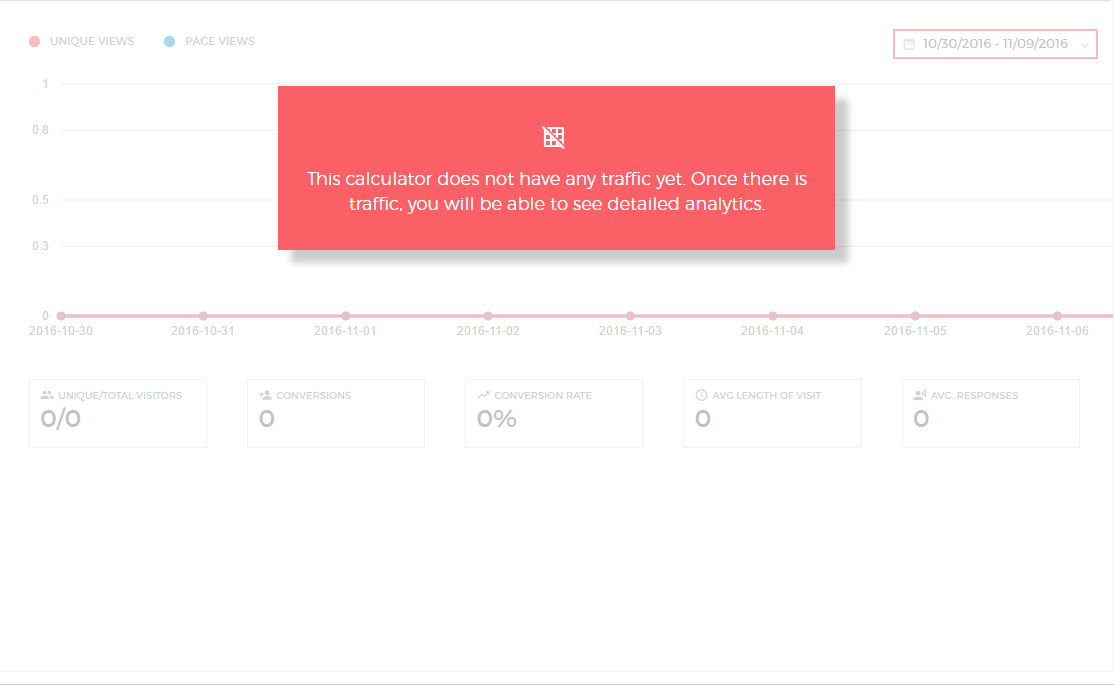 UNIQUE VIEWS PAGE VIEWS 10/30/2016 - 11/09/2016
1
0.8
This calculator does not have any traffic yet. Once there is
0.5
traffic, you will be able to see detailed analytics.
0.3
0
2016-10-30 2016-10-31 2016-11-01 2016-11-02 2016-11-03 2016-11-04 2016-11-05 2016-11-06
UNIQUE/TOTAL VISITORS CONVERSIONS CONVERSION RATE AVG LENGTH OF VISIT AVG. RESPONSES
0/0 0 0% 0 0